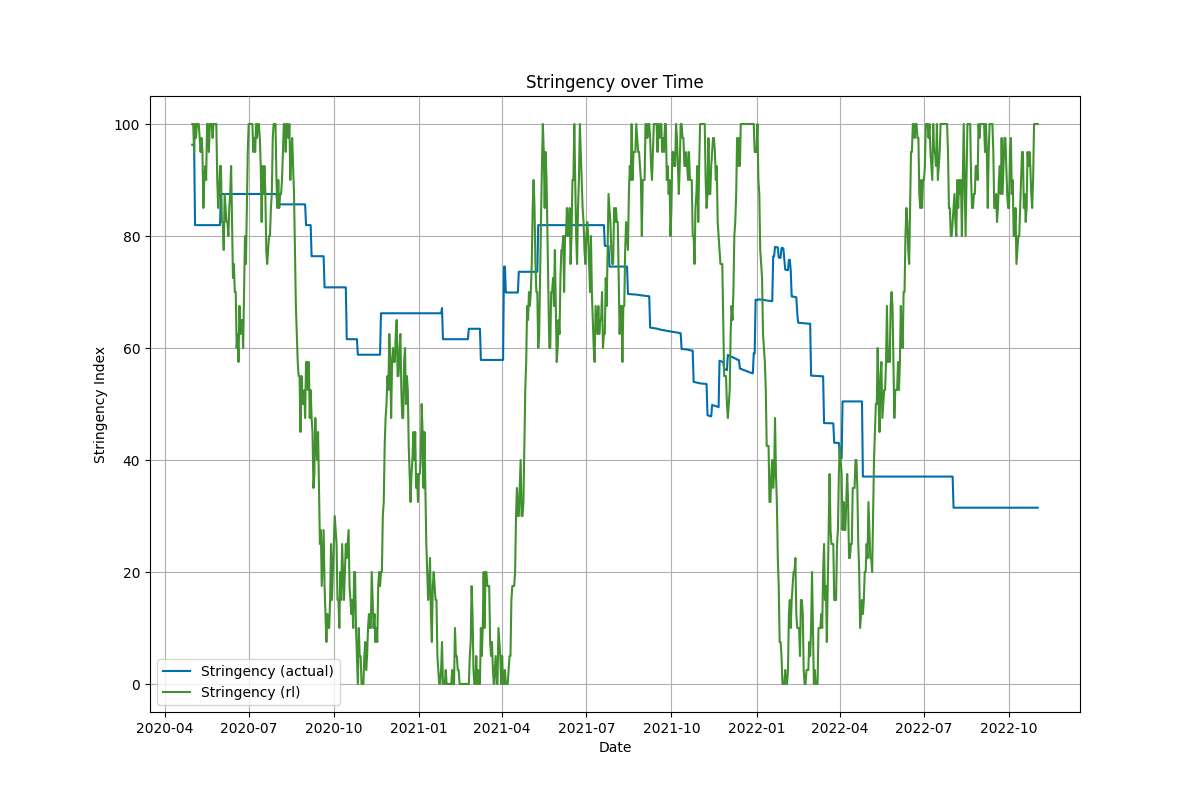 Stringency over Time
Stringency Index
100
80
60
40
20
0
Stringency (actual)
Stringency (rl)
2020-04 2020-07 2020-10 2021-01 2021-04 2021-07 2021-10 2022-01 2022-04 2022-07 2022-10
Date